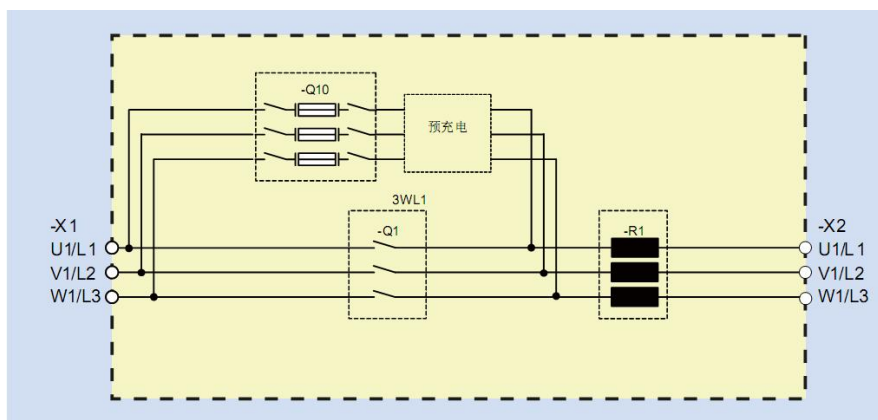 -Q10
预充电
3WL1
-X1
-Q1
-R1
-X2
U1/L1
U1/L1
V1/L2
V1/L2
W1/L3
W1/L3